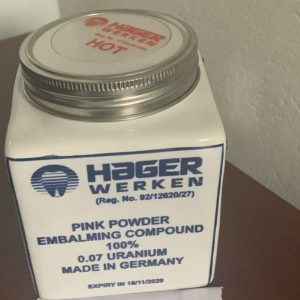 HAGER
WERKEN
HOT
HAGER
WERKEN
(Reg. No. 92/12620/27)
PINK POWDER
EMBALMING COMPOUND
100%
0.07 URANIUM
MADE IN GERMANY
EXPIRY IN 18/11/2029